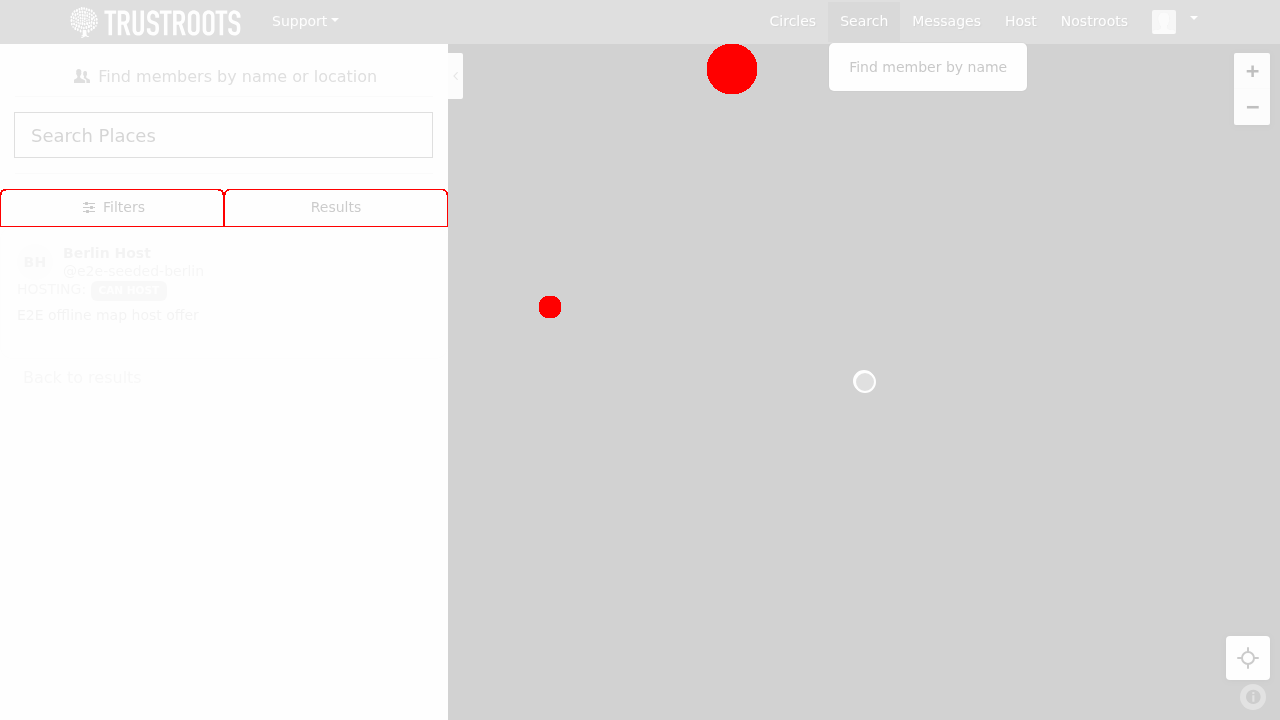 TRUSTROOTS
Support
Circles
Search
Messages
Host
Nostroots
Find members by name or location
Find member by name
Search Places
Filters
Results
BH
Berlin Host
@e2e-seeded-berlin
HOSTING: CAN HOST
E2E offline map host offer
Back to results